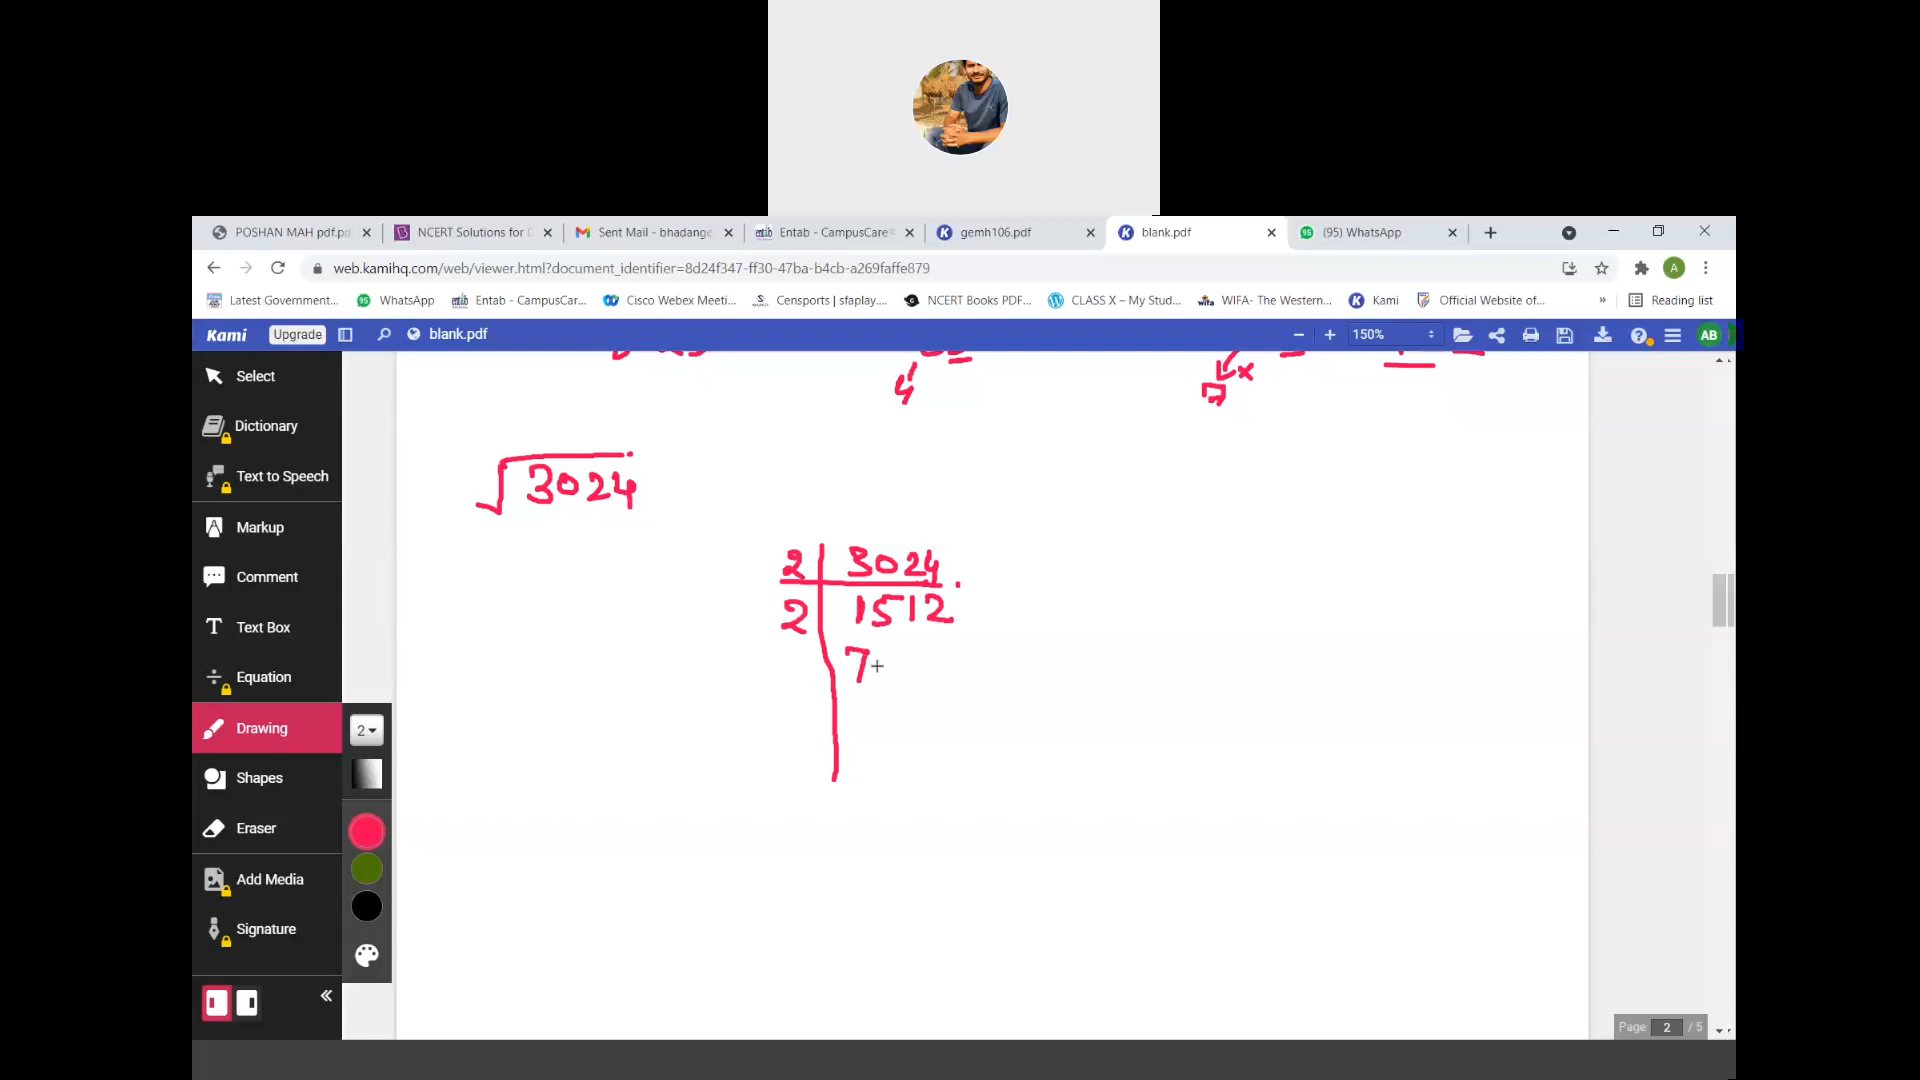 POSHAN MAH pdf.pd
NCERT Solutions for
Sent Mail - bhadange.
Entab - CampusCare
gemh106.pdf
blank.pdf
(95) WhatsApp
web.kamihq.com/web/viewer.html?document_identifier=8d24f347-ff30-47ba-b4cb-a269faffe879
A
Latest Government...
WhatsApp
Entab - CampusCar...
Cisco Webex Meeti...
Censports | sfaplay....
NCERT Books PDF...
CLASS X – My Stud...
WIFA- The Western...
Kami
Official Website of...
»
Reading list
Kami
Upgrade
blank.pdf
150%
AB
Select
Dictionary
Text to Speech
Markup
Comment
Text Box
Equation
Drawing
2
Shapes
Eraser
Add Media
Signature
4
x
√3024
2 | 3024
2 | 1512
7
Page 2 / 5